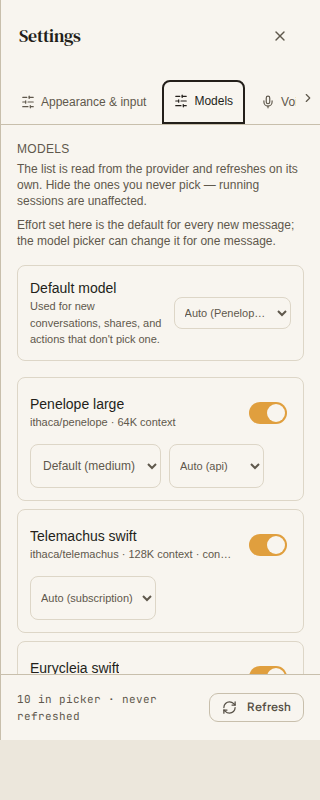 Settings
Appearance & input
Models
Vo
MODELS
The list is read from the provider and refreshes on its
own. Hide the ones you never pick — running
sessions are unaffected.
Effort set here is the default for every new message;
the model picker can change it for one message.
Default model
Used for new
conversations, shares, and
actions that don't pick one.
Auto (Penelop…
Penelope large
ithaca/penelope · 64K context
Default (medium)
Auto (api)
Telemachus swift
ithaca/telemachus · 128K context · con…
Auto (subscription)
Eurycleia swift
10 in picker · never
refreshed
Refresh